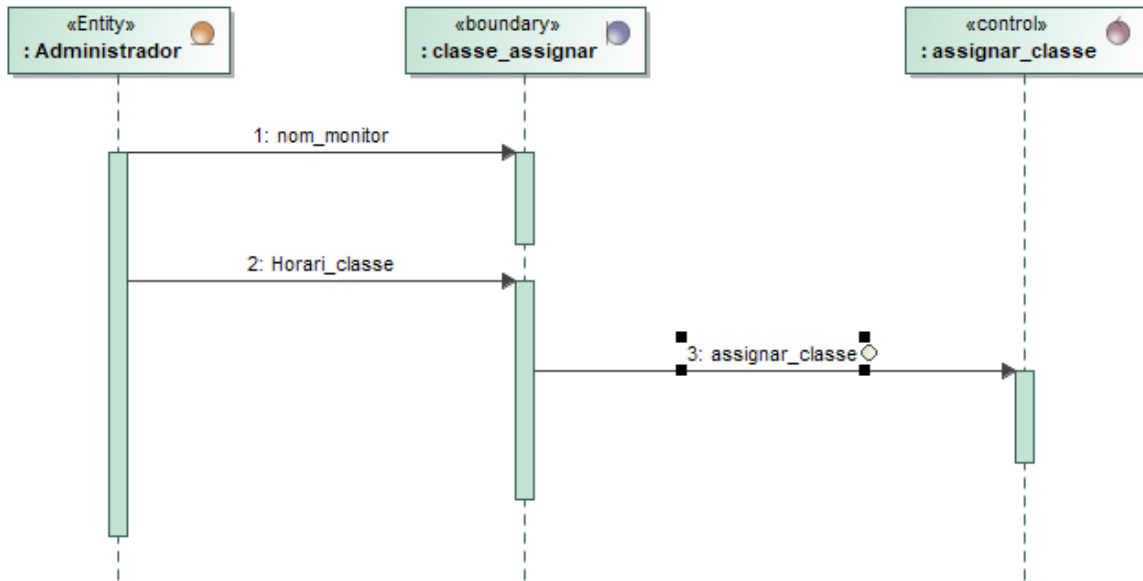 «Entity»
: Administrador
«boundary»
: classe_assignar
«control»
: assignar_classe
1: nom_monitor
2: Horari_classe
3: assignar_classe